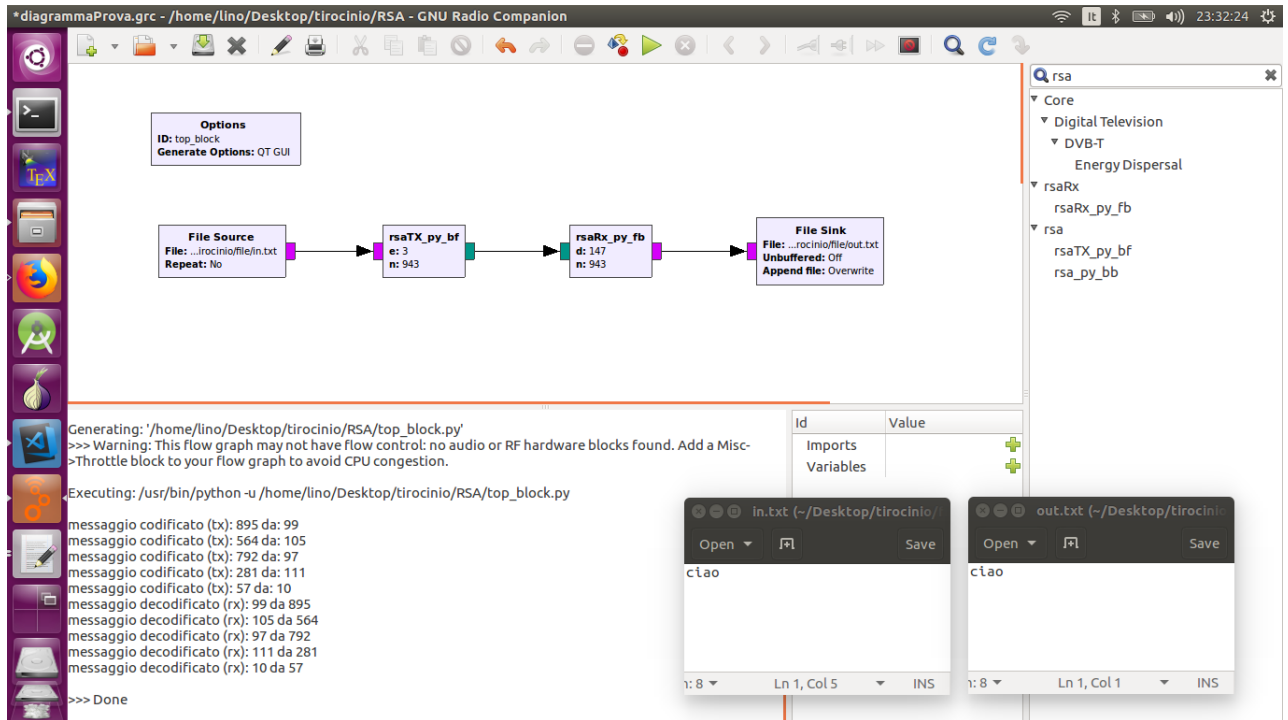 *diagrammaProva.grc - /home/lino/Desktop/tirocinio/RSA - GNU Radio Companion
It
23:32:24
rsa
Core
Digital Television
DVB-T
Energy Dispersal
rsaRx
rsaRx_py_fb
rsa
rsaTX_py_bf
rsa_py_bb
>_
TEX
Options
ID: top_block
Generate Options: QT GUI
File Source
File: ...irocinio/file/in.txt
Repeat: No
rsaTX_py_bf
e: 3
n: 943
rsaRx_py_fb
d: 147
n: 943
File Sink
File: ...rocinio/file/out.txt
Unbuffered: Off
Append file: Overwrite
Generating: '/home/lino/Desktop/tirocinio/RSA/top_block.py'
>>> Warning: This flow graph may not have flow control: no audio or RF hardware blocks found. Add a Misc-
>Throttle block to your flow graph to avoid CPU congestion.
Executing: /usr/bin/python -u /home/lino/Desktop/tirocinio/RSA/top_block.py
messaggio codificato (tx): 895 da: 99
messaggio codificato (tx): 564 da: 105
messaggio codificato (tx): 792 da: 97
messaggio codificato (tx): 281 da: 111
messaggio codificato (tx): 57 da: 10
messaggio decodificato (rx): 99 da 895
messaggio decodificato (rx): 105 da 564
messaggio decodificato (rx): 97 da 792
messaggio decodificato (rx): 111 da 281
messaggio decodificato (rx): 10 da 57
>>> Done
Id Value
Imports
Variables
in.txt (~/Desktop/tirocinio/
Open Save
ciao
: 8 Ln 1, Col 5 INS
out.txt (~/Desktop/tirocinio
Open Save
ciao
: 8 Ln 1, Col 1 INS